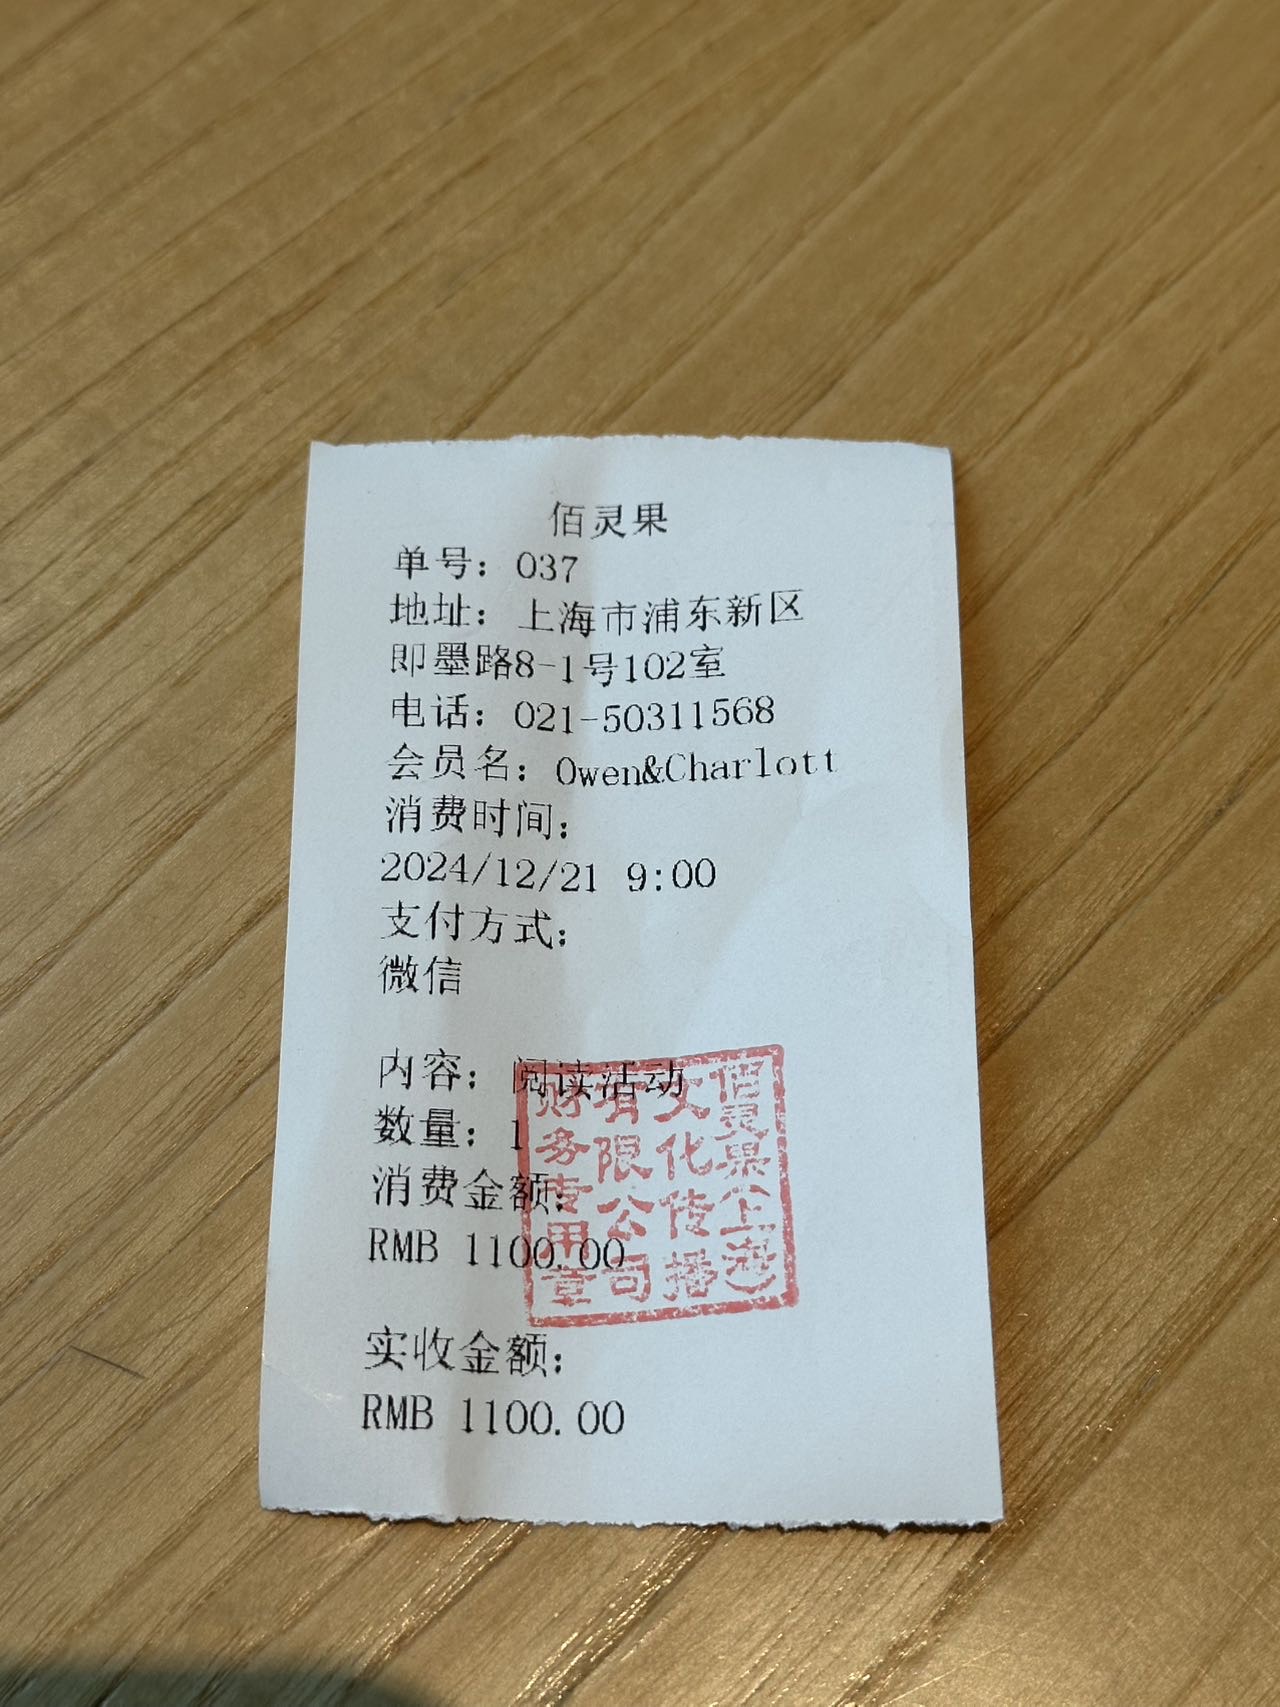 佰灵果
单号：037
地址：上海市浦东新区
即墨路8-1号102室
电话：021-50311568
会员名：Owen&Charlott
消费时间：
2024/12/21 9:00
支付方式：
微信
内容：阅读活动
数量：1
消费金额：
RMB 1100.00
实收金额：
RMB 1100.00
佰灵果(上海)
文化传播
有限公司
财务专用章